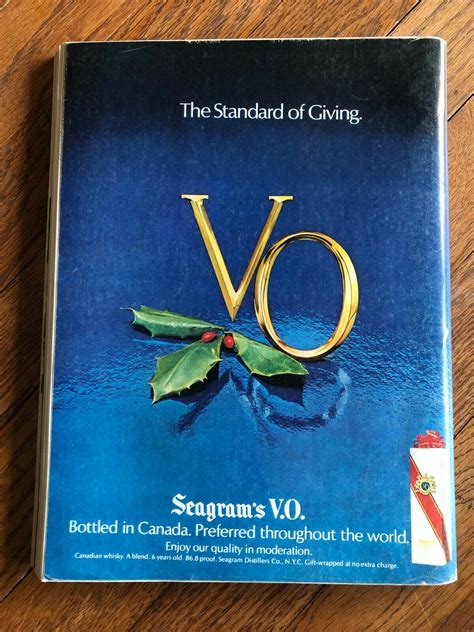 The Standard of Giving.
VO
Seagram's V.O.
Bottled in Canada. Preferred throughout the world.
Enjoy our quality in moderation.
Canadian whisky. A blend. 6 years old. 86.8 proof. Seagram Distillers Co., N.Y.C. Gift-wrapped at no extra charge.